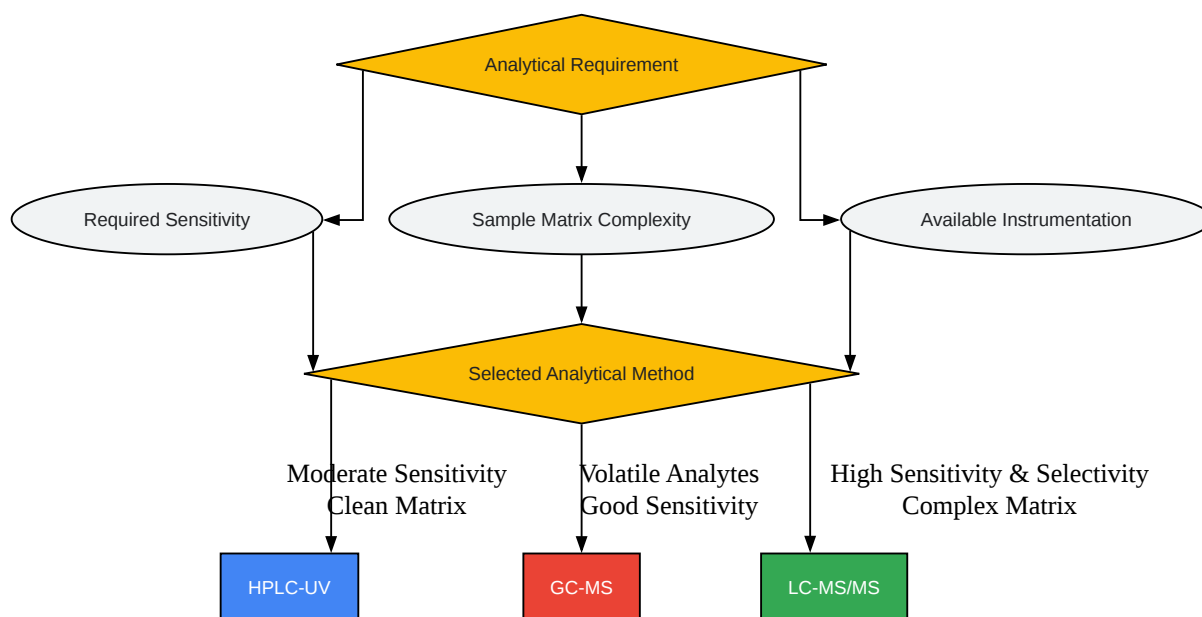 Analytical Requirement
Required Sensitivity
Sample Matrix Complexity
Available Instrumentation
Selected Analytical Method
Moderate Sensitivity
Clean Matrix
Volatile Analytes
Good Sensitivity
High Sensitivity & Selectivity
Complex Matrix
HPLC-UV
GC-MS
LC-MS/MS